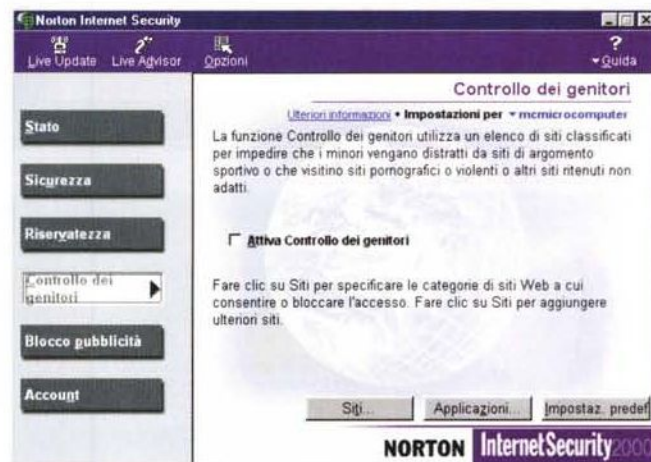 Norton Internet Security
Live Update Live Advisor Opzioni ? Guida
Controllo dei genitori
Ulteriori informazioni • Impostazioni per mcmicrocomputer
Stato
Sicurezza
Riservatezza
Controllo dei genitori
Blocco pubblicità
Account
La funzione Controllo dei genitori utilizza un elenco di siti classificati
per impedire che i minori vengano distratti da siti di argomento
sportivo o che visitino siti pornografici o violenti o altri siti ritenuti non
adatti.
Attiva Controllo dei genitori
Fare clic su Siti per specificare le categorie di siti Web a cui
consentire o bloccare l'accesso. Fare clic su Siti per aggiungere
ulteriori siti.
Siti... Applicazioni... Impostaz. predef
NORTON Internet Security 2000